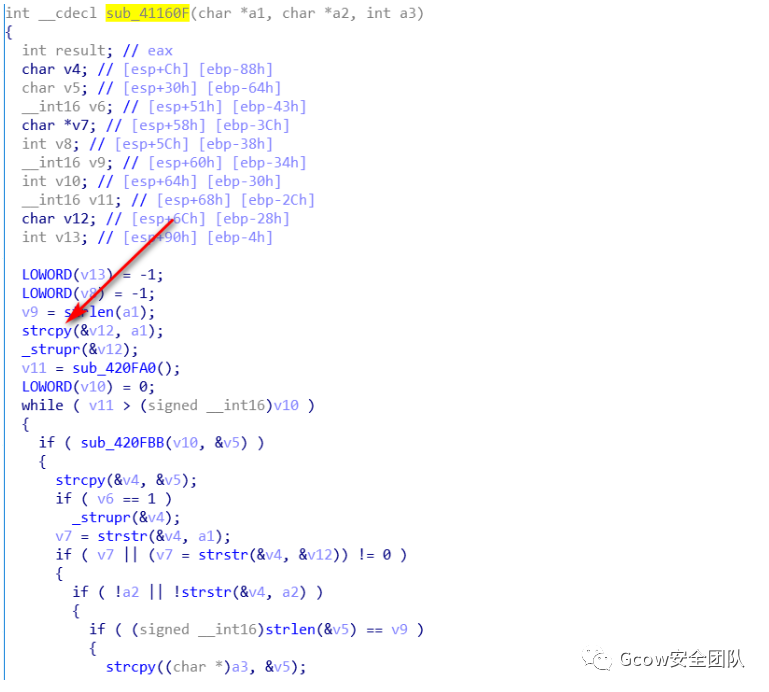 int __cdecl sub_41160F(char *a1, char *a2, int a3)
{
int result; // eax
char v4; // [esp+Ch] [ebp-88h]
char v5; // [esp+30h] [ebp-64h]
__int16 v6; // [esp+51h] [ebp-43h]
char *v7; // [esp+58h] [ebp-3Ch]
int v8; // [esp+5Ch] [ebp-38h]
__int16 v9; // [esp+60h] [ebp-34h]
int v10; // [esp+64h] [ebp-30h]
__int16 v11; // [esp+68h] [ebp-2Ch]
char v12; // [esp+6Ch] [ebp-28h]
int v13; // [esp+90h] [ebp-4h]
LOWORD(v13) = -1;
LOWORD(v8) = -1;
v9 = strlen(a1);
strcpy(&v12, a1);
_strupr(&v12);
v11 = sub_420FA0();
LOWORD(v10) = 0;
while ( v11 > (signed __int16)v10 )
{
if ( sub_420FBB(v10, &v5) )
{
strcpy(&v4, &v5);
if ( v6 == 1 )
_strupr(&v4);
v7 = strstr(&v4, a1);
if ( v7 || (v7 = strstr(&v4, &v12)) != 0 )
{
if ( !a2 || !strstr(&v4, a2) )
{
if ( (signed __int16)strlen(&v5) == v9 )
{
strcpy((char *)a3, &v5);
Gcow安全团队